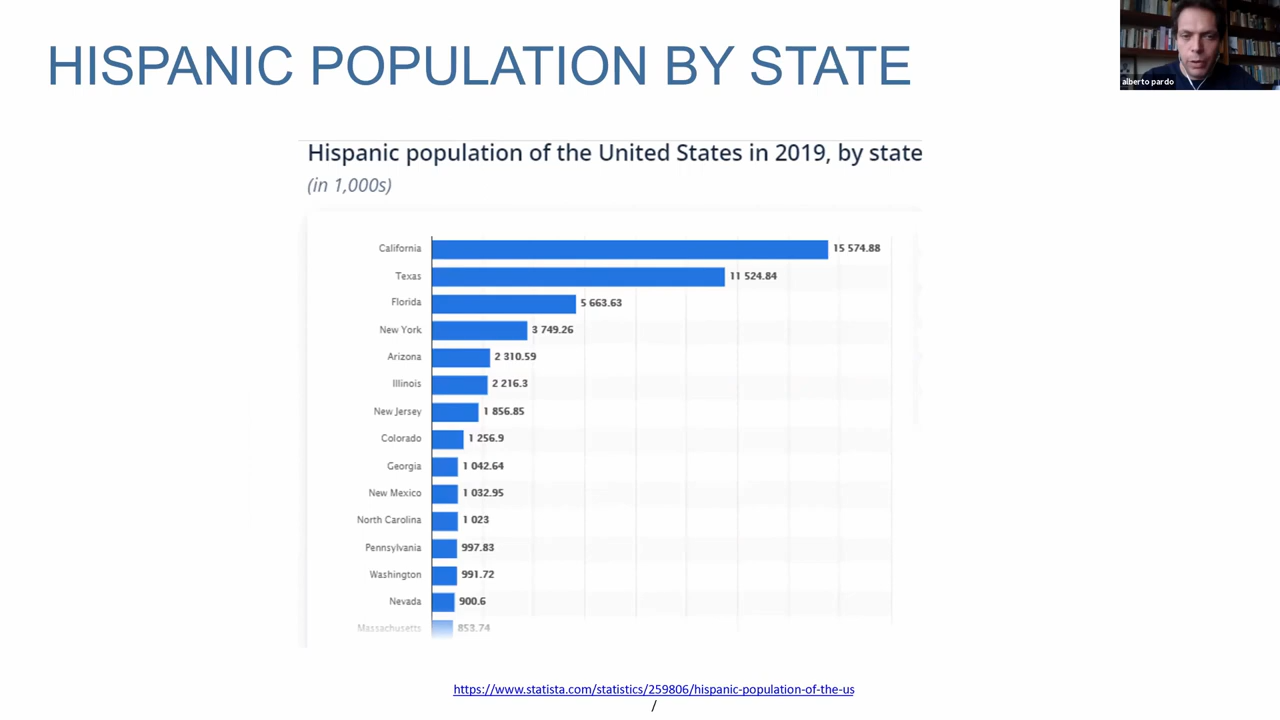 HISPANIC POPULATION BY STATE
alberto pardo
Hispanic population of the United States in 2019, by state
(in 1,000s)
California 15 574.88
Texas 11 524.84
Florida 5 663.63
New York 3 749.26
Arizona 2 310.59
Illinois 2 216.3
New Jersey 1 856.85
Colorado 1 256.9
Georgia 1 042.64
New Mexico 1 032.95
North Carolina 1 023
Pennsylvania 997.83
Washington 991.72
Nevada 900.6
Massachusetts 853.74
https://www.statista.com/statistics/259806/hispanic-population-of-the-us
/